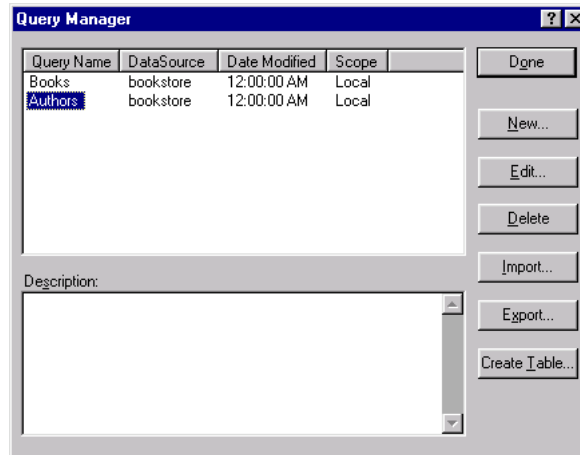 Query Manager
Query Name DataSource Date Modified Scope
Books bookstore 12:00:00 AM Local
Authors bookstore 12:00:00 AM Local
Done
New...
Edit...
Delete
Import...
Export...
Create Table...
Description: